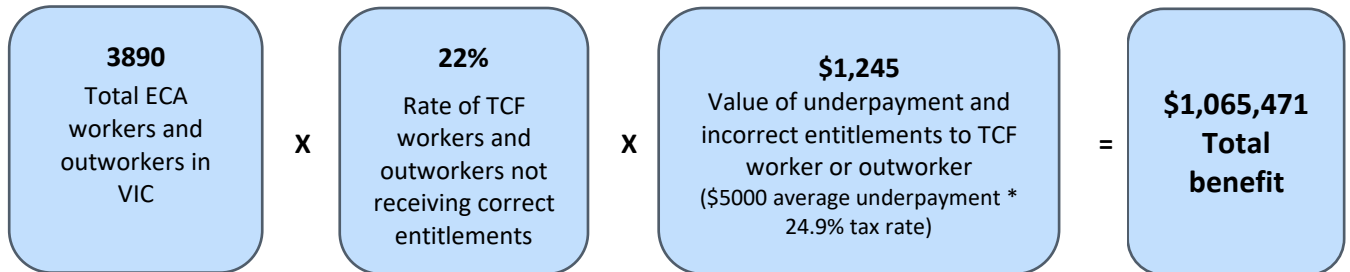 3890
Total ECA
workers and
outworkers in
VIC
X
22%
Rate of TCF
workers and
outworkers not
receiving correct
entitlements
X
$1,245
Value of underpayment and
incorrect entitlements to TCF
worker or outworker
($5000 average underpayment *
24.9% tax rate)
=
$1,065,471
Total
benefit